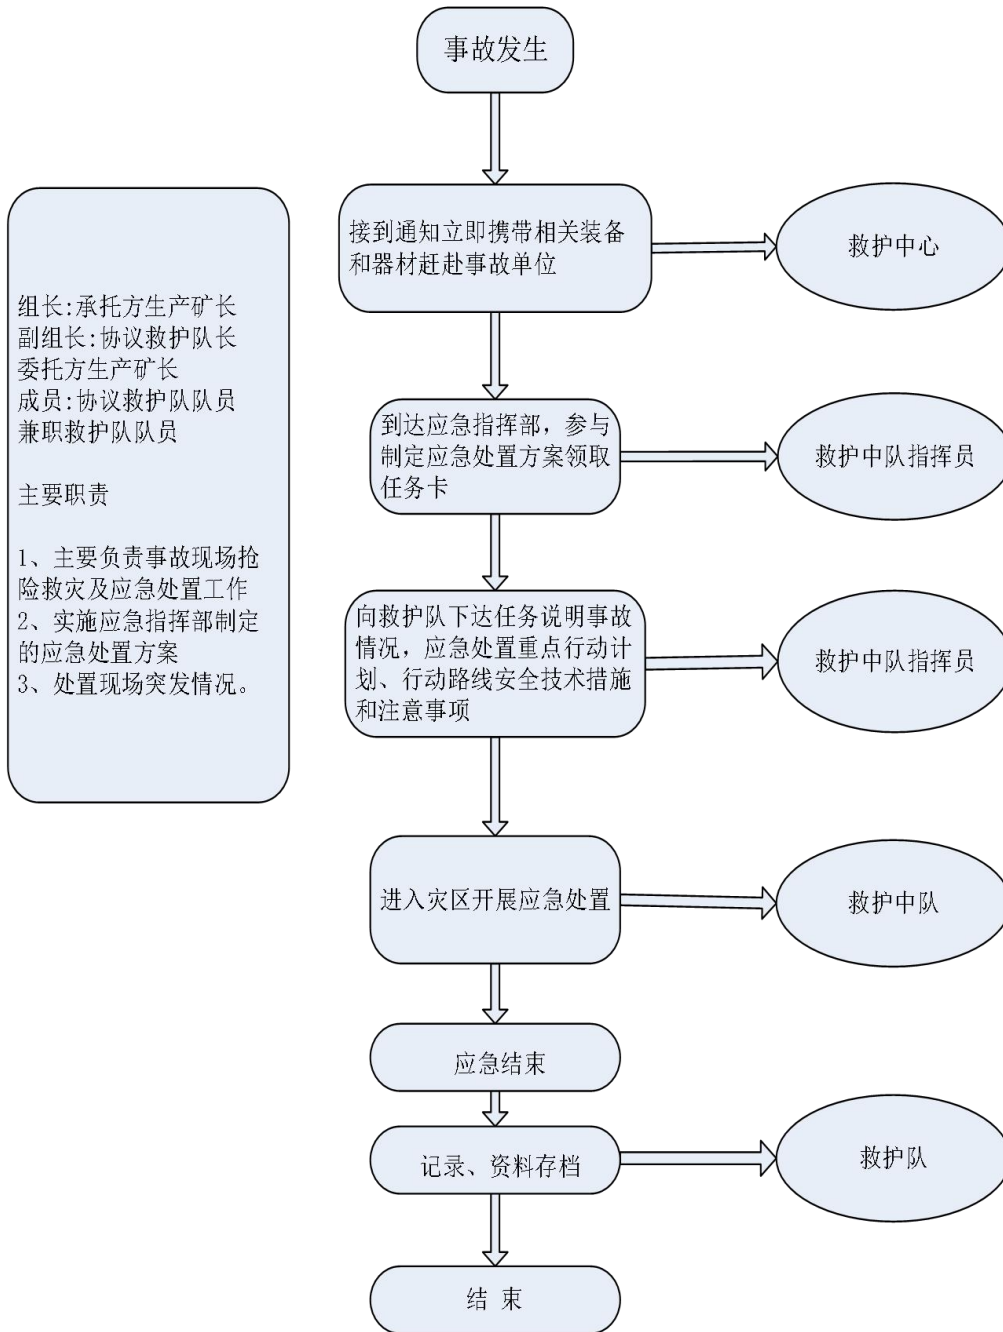 事故发生
接到通知立即携带相关装备
和器材赶赴事故单位
救护中心
组长:承托方生产矿长
副组长:协议救护队长
委托方生产矿长
成员:协议救护队队员
兼职救护队队员
主要职责
1、主要负责事故现场抢
险救灾及应急处置工作
2、实施应急指挥部制定
的应急处置方案
3、处置现场突发情况。
到达应急指挥部，参与
制定应急处置方案领取
任务卡
救护中队指挥员
向救护队下达任务说明事故
情况，应急处置重点行动计
划、行动路线安全技术措施
和注意事项
救护中队指挥员
进入灾区开展应急处置
救护中队
应急结束
记录、资料存档
救护队
结 束